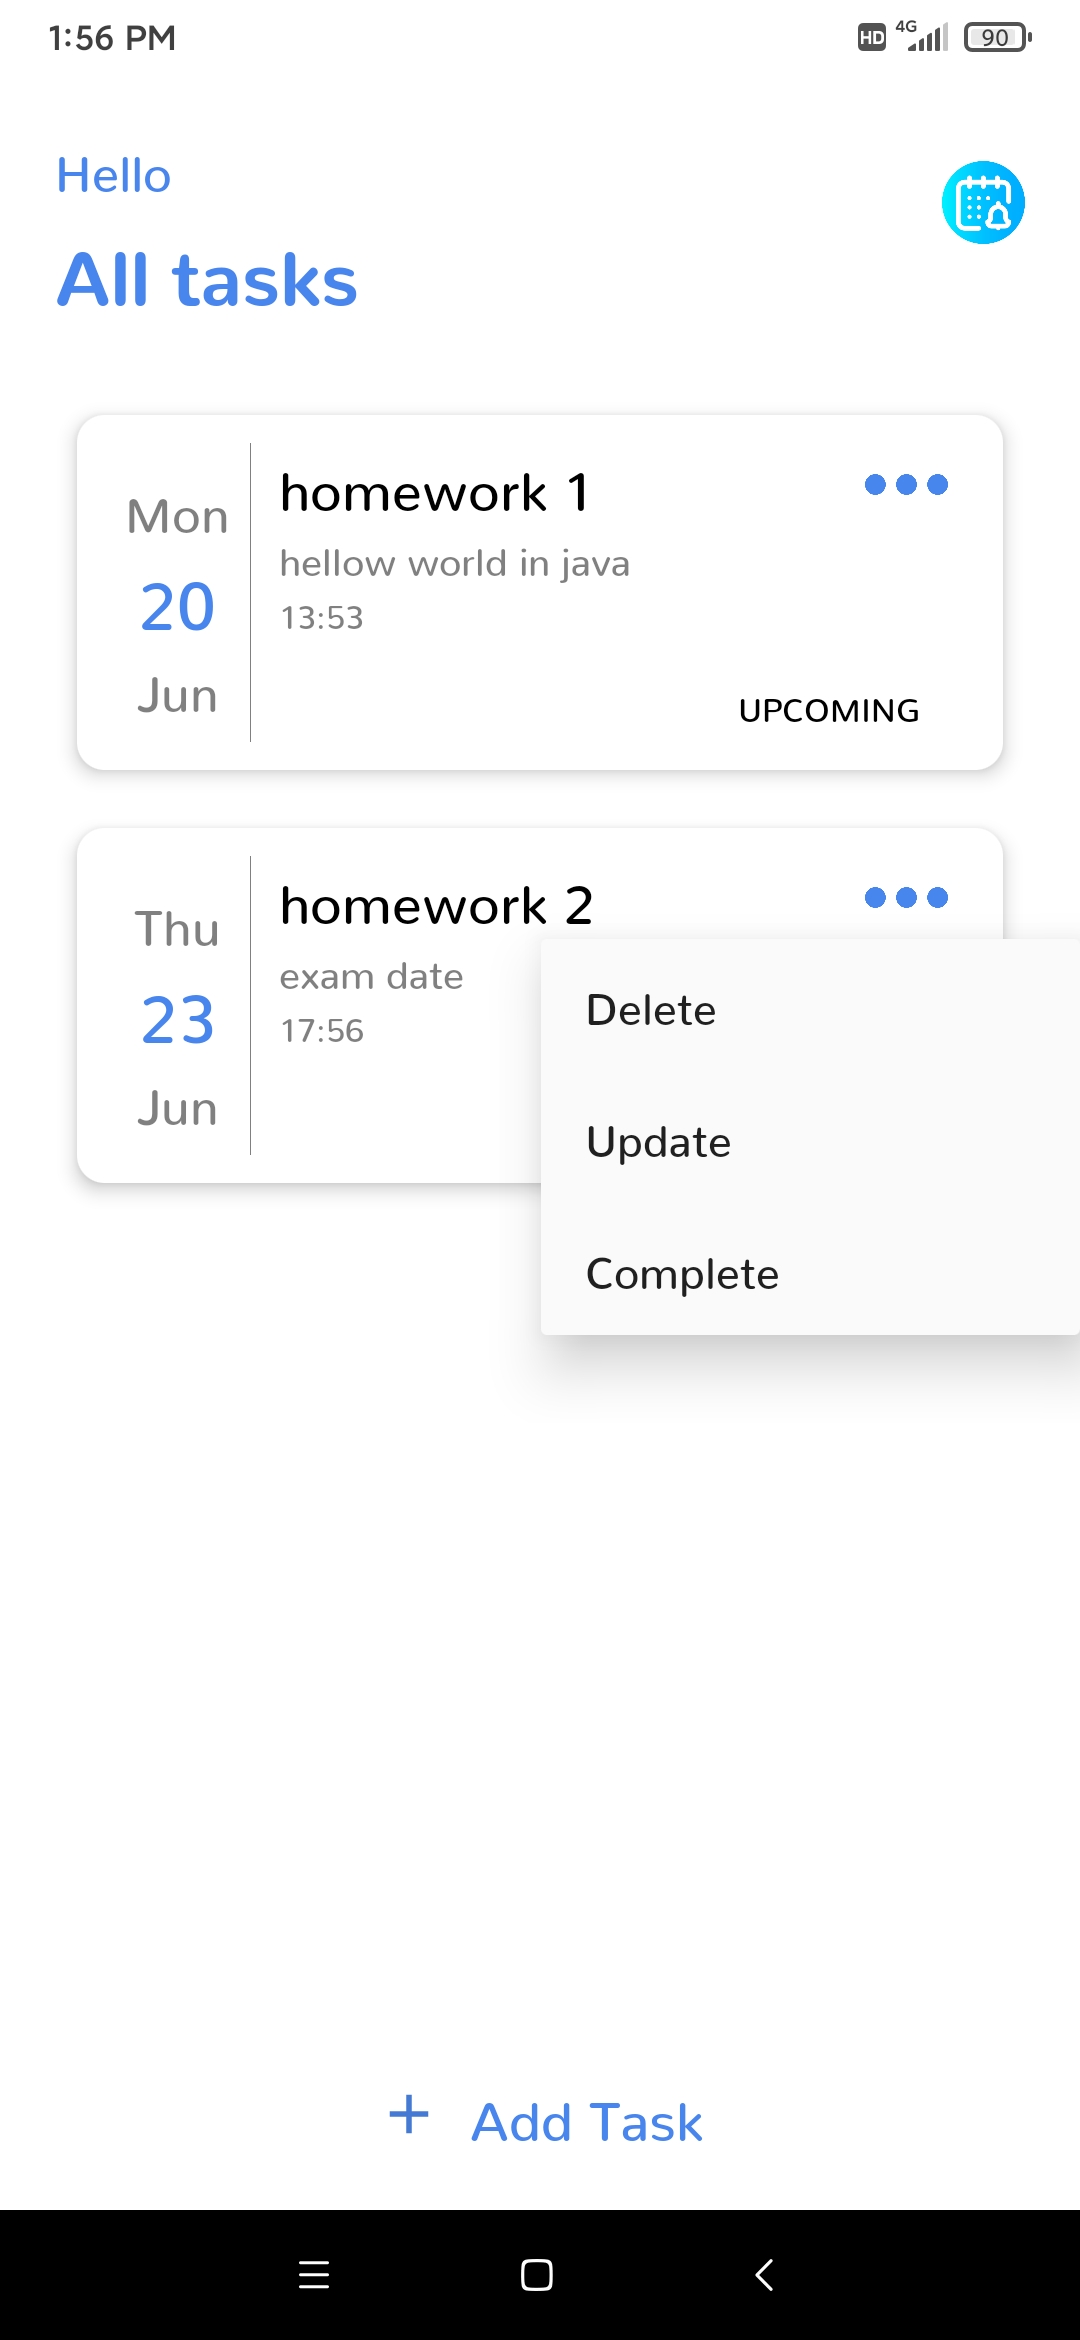 1:56 PM
HD 4G 90
Hello
All tasks
Mon
20
Jun
homework 1
hellow world in java
13:53
UPCOMING
Thu
23
Jun
homework 2
exam date
17:56
Delete
Update
Complete
+ Add Task